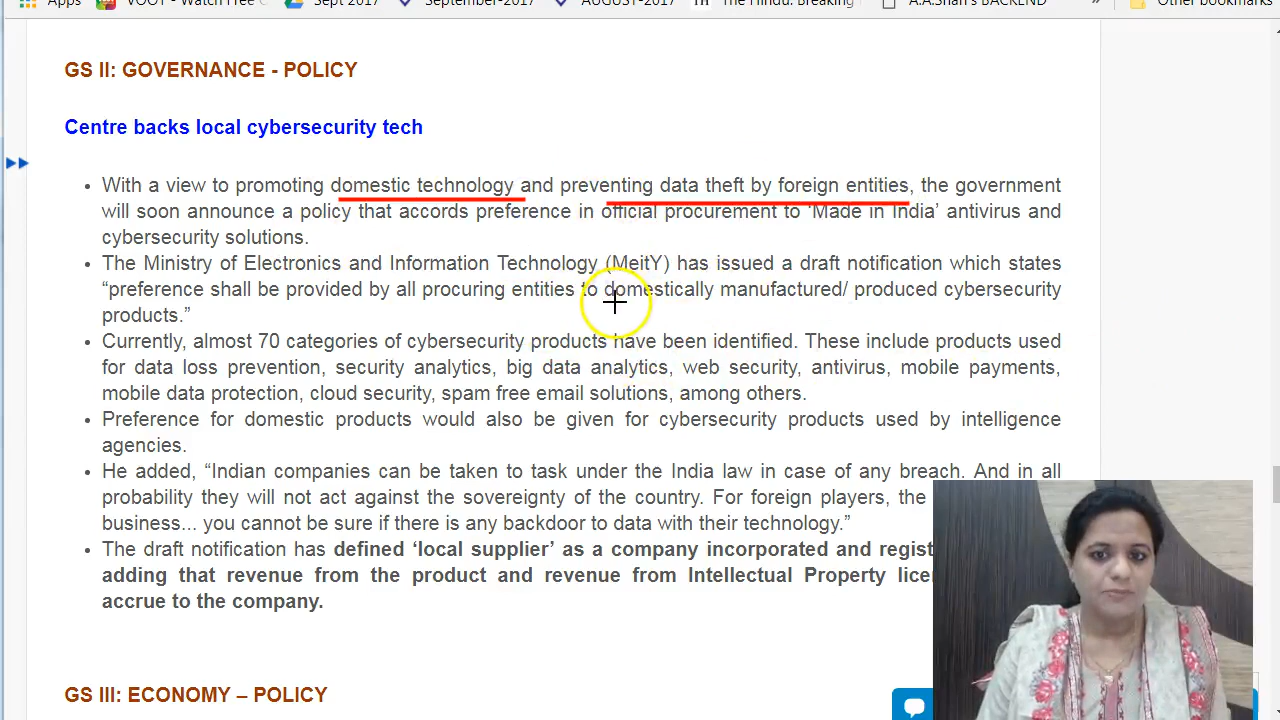 Apps VOOT - Watch Free Sept 2017 September-2017 AUGUST-2017 TH The Hindu: Breaking A.A.Shah's BACKEND » Other bookmarks
GS II: GOVERNANCE - POLICY
Centre backs local cybersecurity tech
• With a view to promoting domestic technology and preventing data theft by foreign entities, the government
will soon announce a policy that accords preference in official procurement to ‘Made in India’ antivirus and
cybersecurity solutions.
• The Ministry of Electronics and Information Technology (MeitY) has issued a draft notification which states
“preference shall be provided by all procuring entities to domestically manufactured/ produced cybersecurity
products.”
• Currently, almost 70 categories of cybersecurity products have been identified. These include products used
for data loss prevention, security analytics, big data analytics, web security, antivirus, mobile payments,
mobile data protection, cloud security, spam free email solutions, among others.
• Preference for domestic products would also be given for cybersecurity products used by intelligence
agencies.
• He added, “Indian companies can be taken to task under the India law in case of any breach. And in all
probability they will not act against the sovereignty of the country. For foreign players, the
business... you cannot be sure if there is any backdoor to data with their technology.”
• The draft notification has defined ‘local supplier’ as a company incorporated and regist
adding that revenue from the product and revenue from Intellectual Property lice
accrue to the company.
GS III: ECONOMY – POLICY